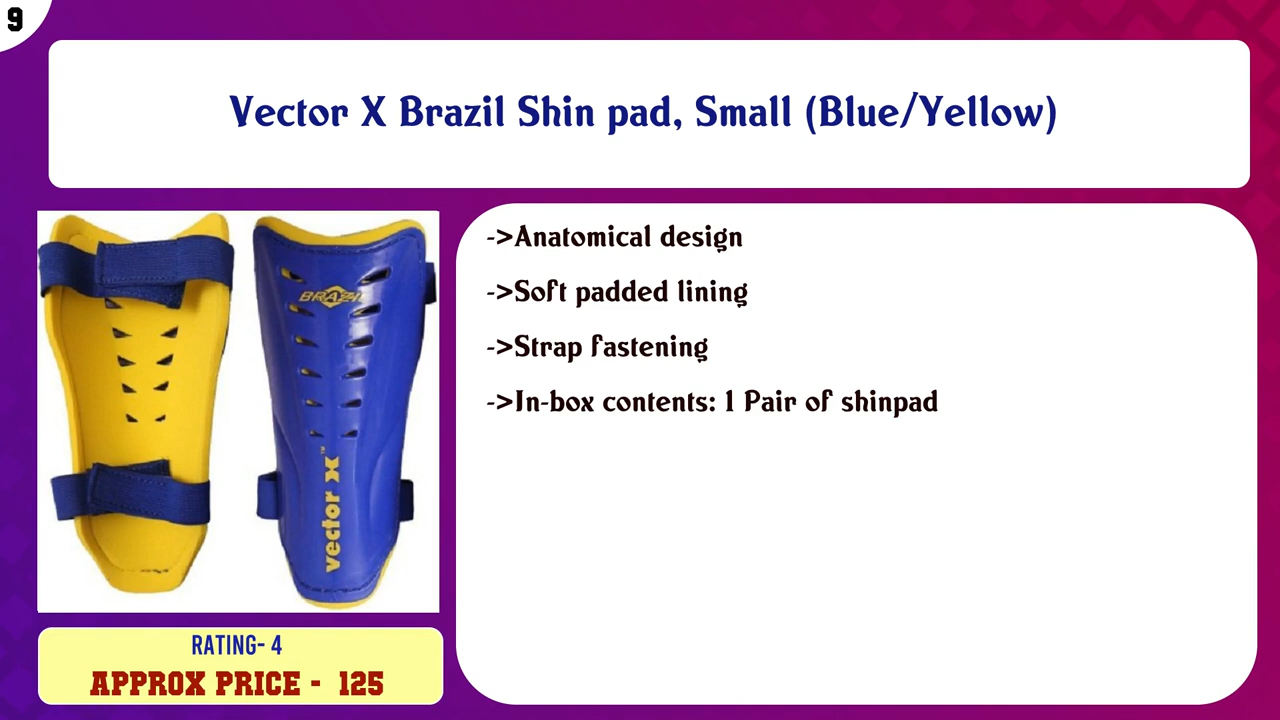 9
Vector X Brazil Shin pad, Small (Blue/Yellow)
->Anatomical design
->Soft padded lining
->Strap fastening
->In-box contents: 1 Pair of shinpad
BRAZIL
vector X™
RATING- 4
APPROX PRICE - 125